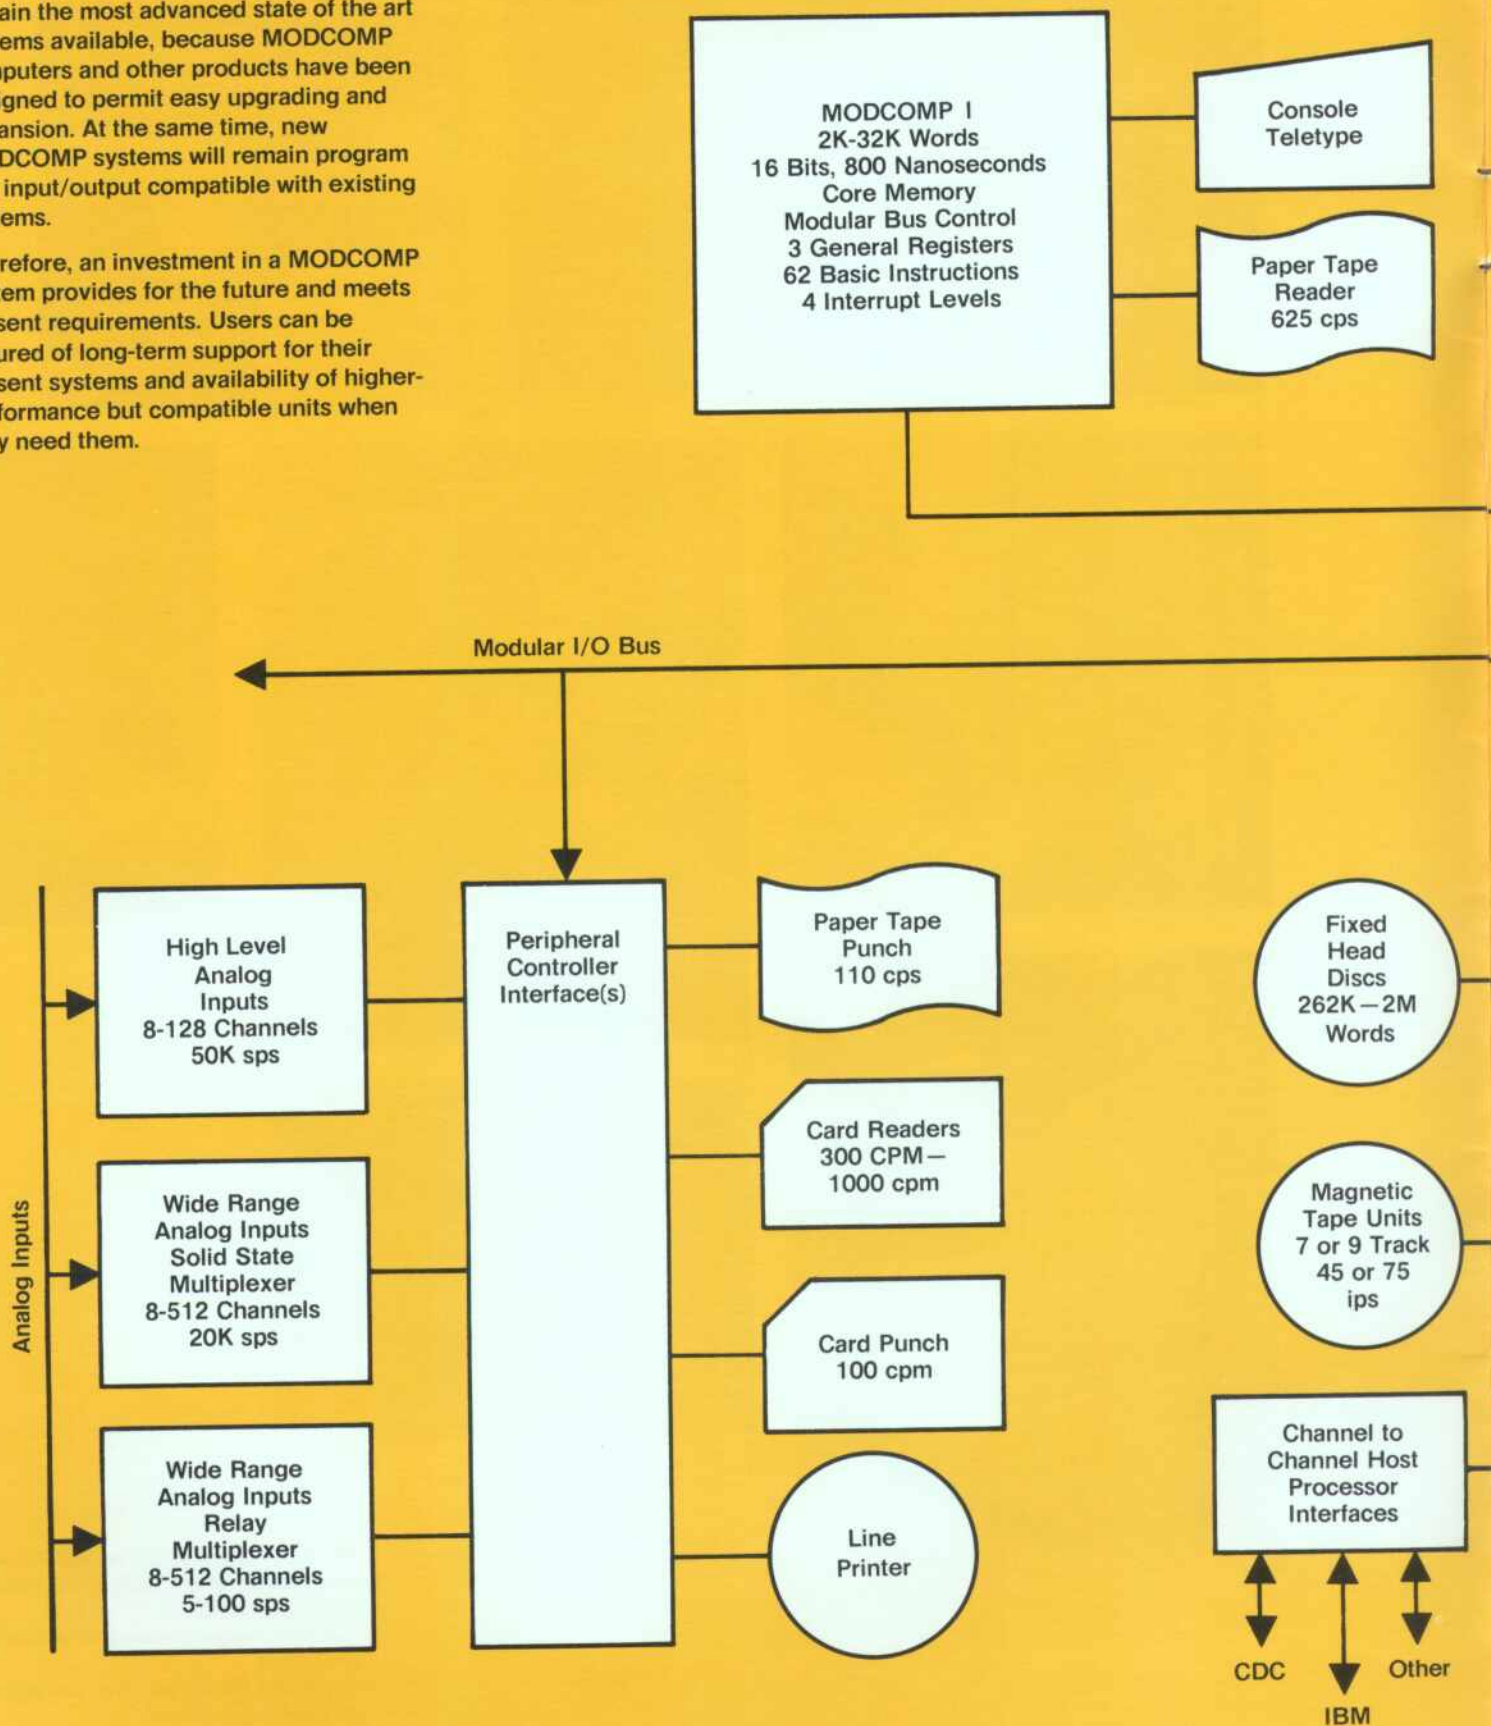 ain the most advanced state of the art
ems available, because MODCOMP
puters and other products have been
igned to permit easy upgrading and
ansion. At the same time, new
DCOMP systems will remain program
input/output compatible with existing
ems.
refore, an investment in a MODCOMP
tem provides for the future and meets
sent requirements. Users can be
ured of long-term support for their
sent systems and availability of higher-
formance but compatible units when
y need them.
MODCOMP I
2K-32K Words
16 Bits, 800 Nanoseconds
Core Memory
Modular Bus Control
3 General Registers
62 Basic Instructions
4 Interrupt Levels
Console
Teletype
Paper Tape
Reader
625 cps
Modular I/O Bus
Analog Inputs
High Level
Analog
Inputs
8-128 Channels
50K sps
Wide Range
Analog Inputs
Solid State
Multiplexer
8-512 Channels
20K sps
Wide Range
Analog Inputs
Relay
Multiplexer
8-512 Channels
5-100 sps
Peripheral
Controller
Interface(s)
Paper Tape
Punch
110 cps
Card Readers
300 CPM—
1000 cpm
Card Punch
100 cpm
Line
Printer
Fixed
Head
Discs
262K—2M
Words
Magnetic
Tape Units
7 or 9 Track
45 or 75
ips
Channel to
Channel Host
Processor
Interfaces
CDC
IBM
Other